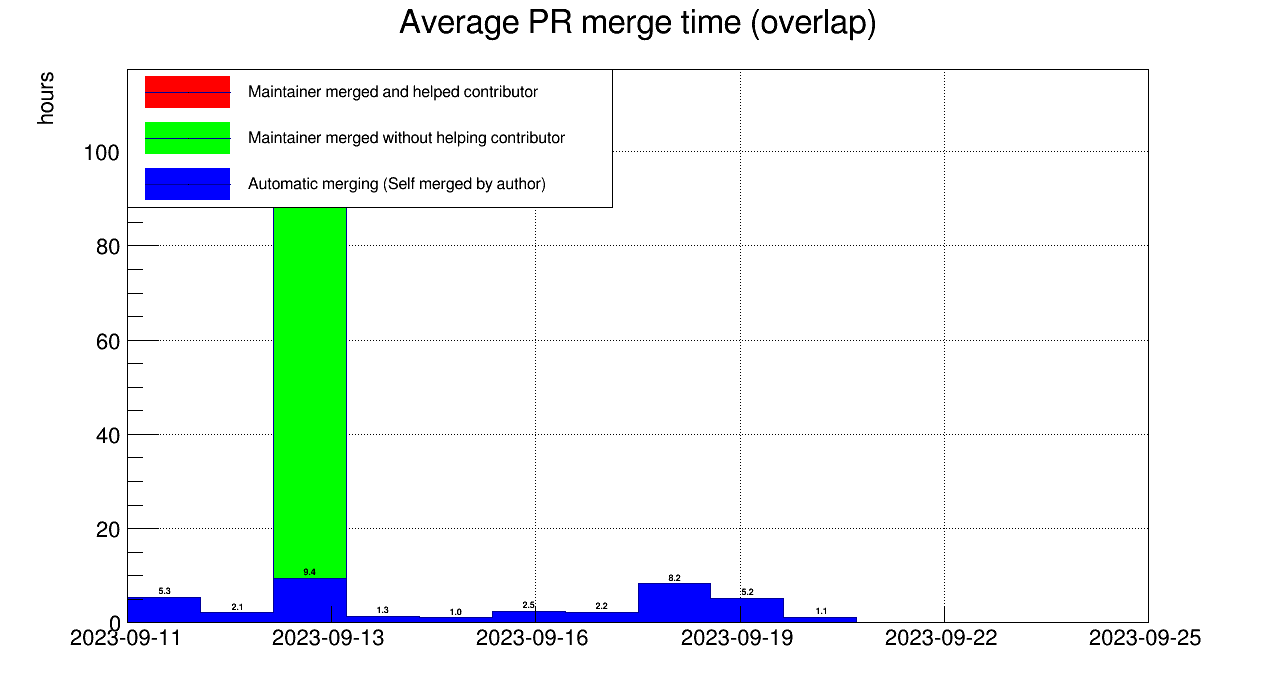 Average PR merge time (overlap)
hours
Maintainer merged and helped contributor
Maintainer merged without helping contributor
Automatic merging (Self merged by author)
100
80
60
40
20
0
5.3
2.1
9.4
1.3
1.0
2.5
2.2
8.2
5.2
1.1
2023-09-11 2023-09-13 2023-09-16 2023-09-19 2023-09-22 2023-09-25